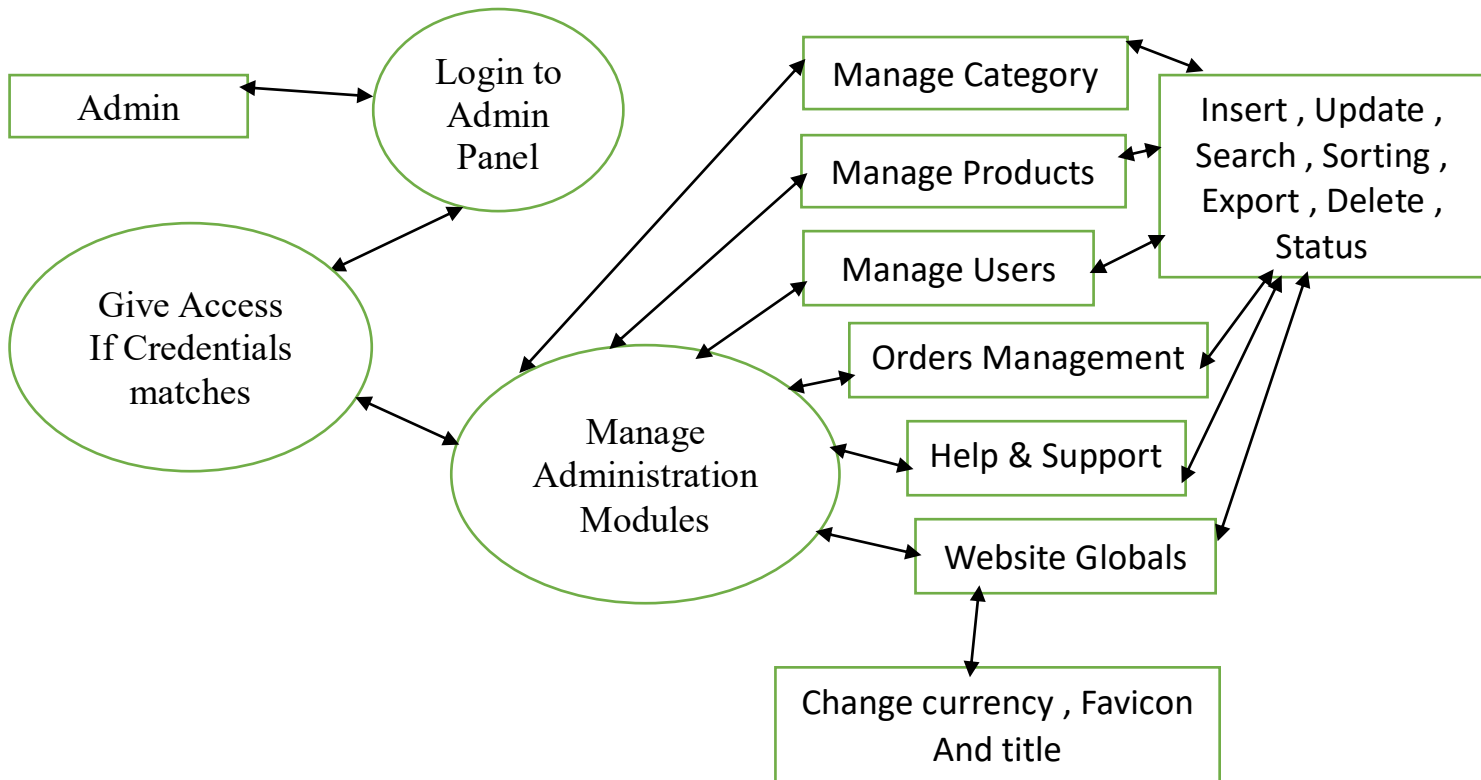 Admin
Login to
Admin
Panel
Give Access
If Credentials
matches
Manage
Administration
Modules
Manage Category
Manage Products
Manage Users
Orders Management
Help & Support
Website Globals
Insert , Update ,
Search , Sorting ,
Export , Delete ,
Status
Change currency , Favicon
And title